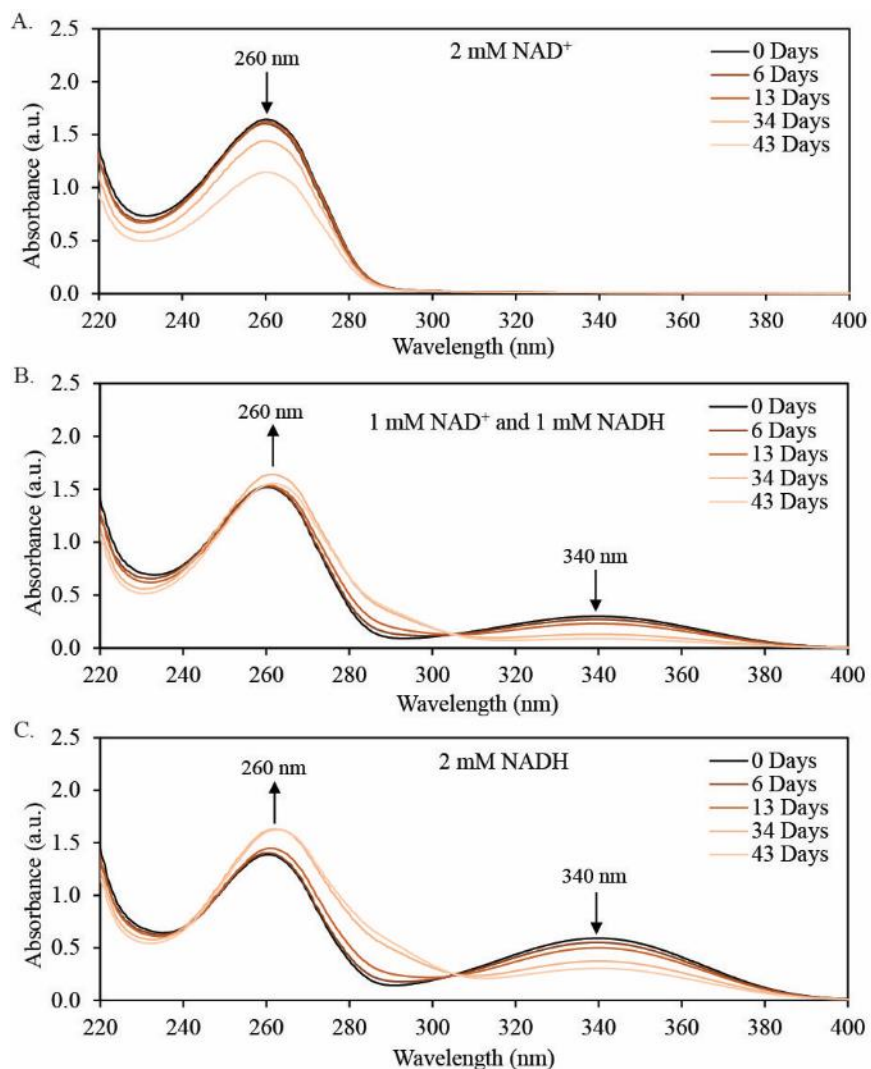 A.
2.5
2.0
1.5
1.0
0.5
0.0
Absorbance (a.u.)
260 nm
2 mM NAD⁺
0 Days
6 Days
13 Days
34 Days
43 Days
220 240 260 280 300 320 340 360 380 400
Wavelength (nm)
B.
2.5
2.0
1.5
1.0
0.5
0.0
Absorbance (a.u.)
260 nm
1 mM NAD⁺ and 1 mM NADH
340 nm
0 Days
6 Days
13 Days
34 Days
43 Days
220 240 260 280 300 320 340 360 380 400
Wavelength (nm)
C.
2.5
2.0
1.5
1.0
0.5
0.0
Absorbance (a.u.)
260 nm
2 mM NADH
340 nm
0 Days
6 Days
13 Days
34 Days
43 Days
220 240 260 280 300 320 340 360 380 400
Wavelength (nm)